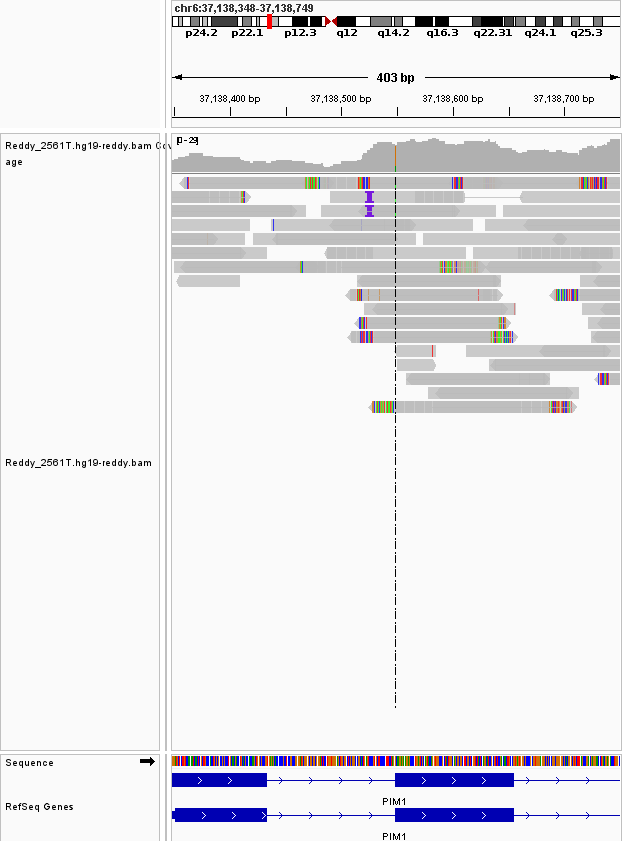 chr6:37,138,348-37,138,749
p24.2 p22.1 p12.3 q12 q14.2 q16.3 q22.31 q24.1 q25.3
403 bp
37,138,400 bp 37,138,500 bp 37,138,600 bp 37,138,700 bp
Reddy_2561T.hg19-reddy.bam Cov
age
[0-29]
Reddy_2561T.hg19-reddy.bam
Sequence
PIM1
RefSeq Genes
PIM1